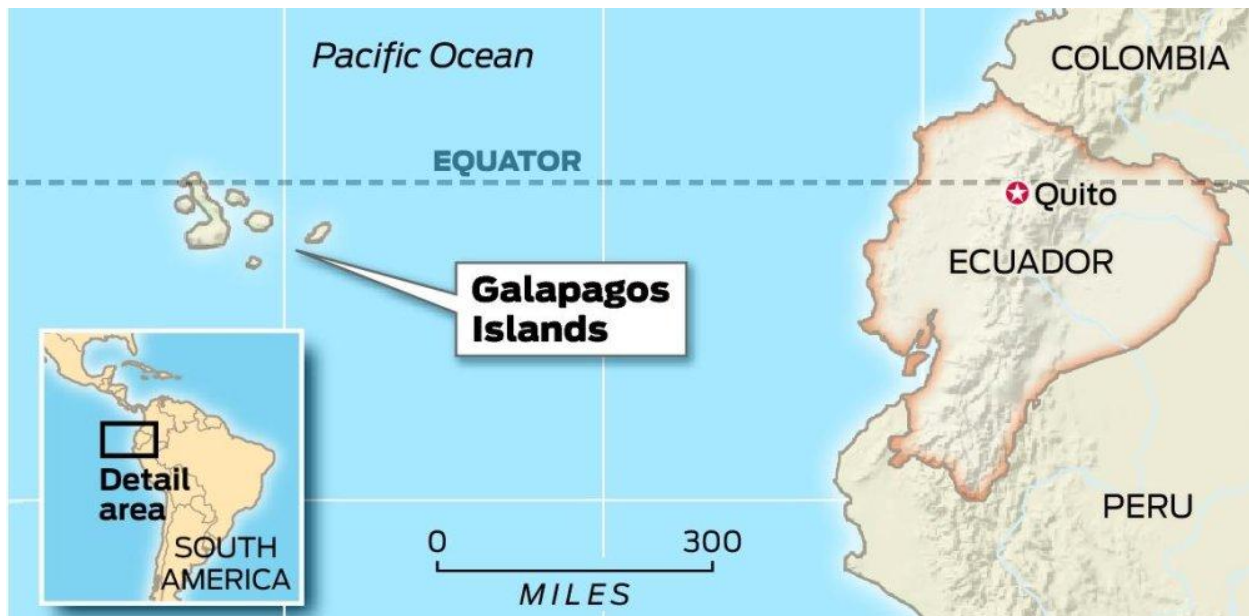 Pacific Ocean
COLOMBIA
EQUATOR
Quito
ECUADOR
Galapagos
Islands
Detail
area
SOUTH
AMERICA
PERU
0 300
MILES